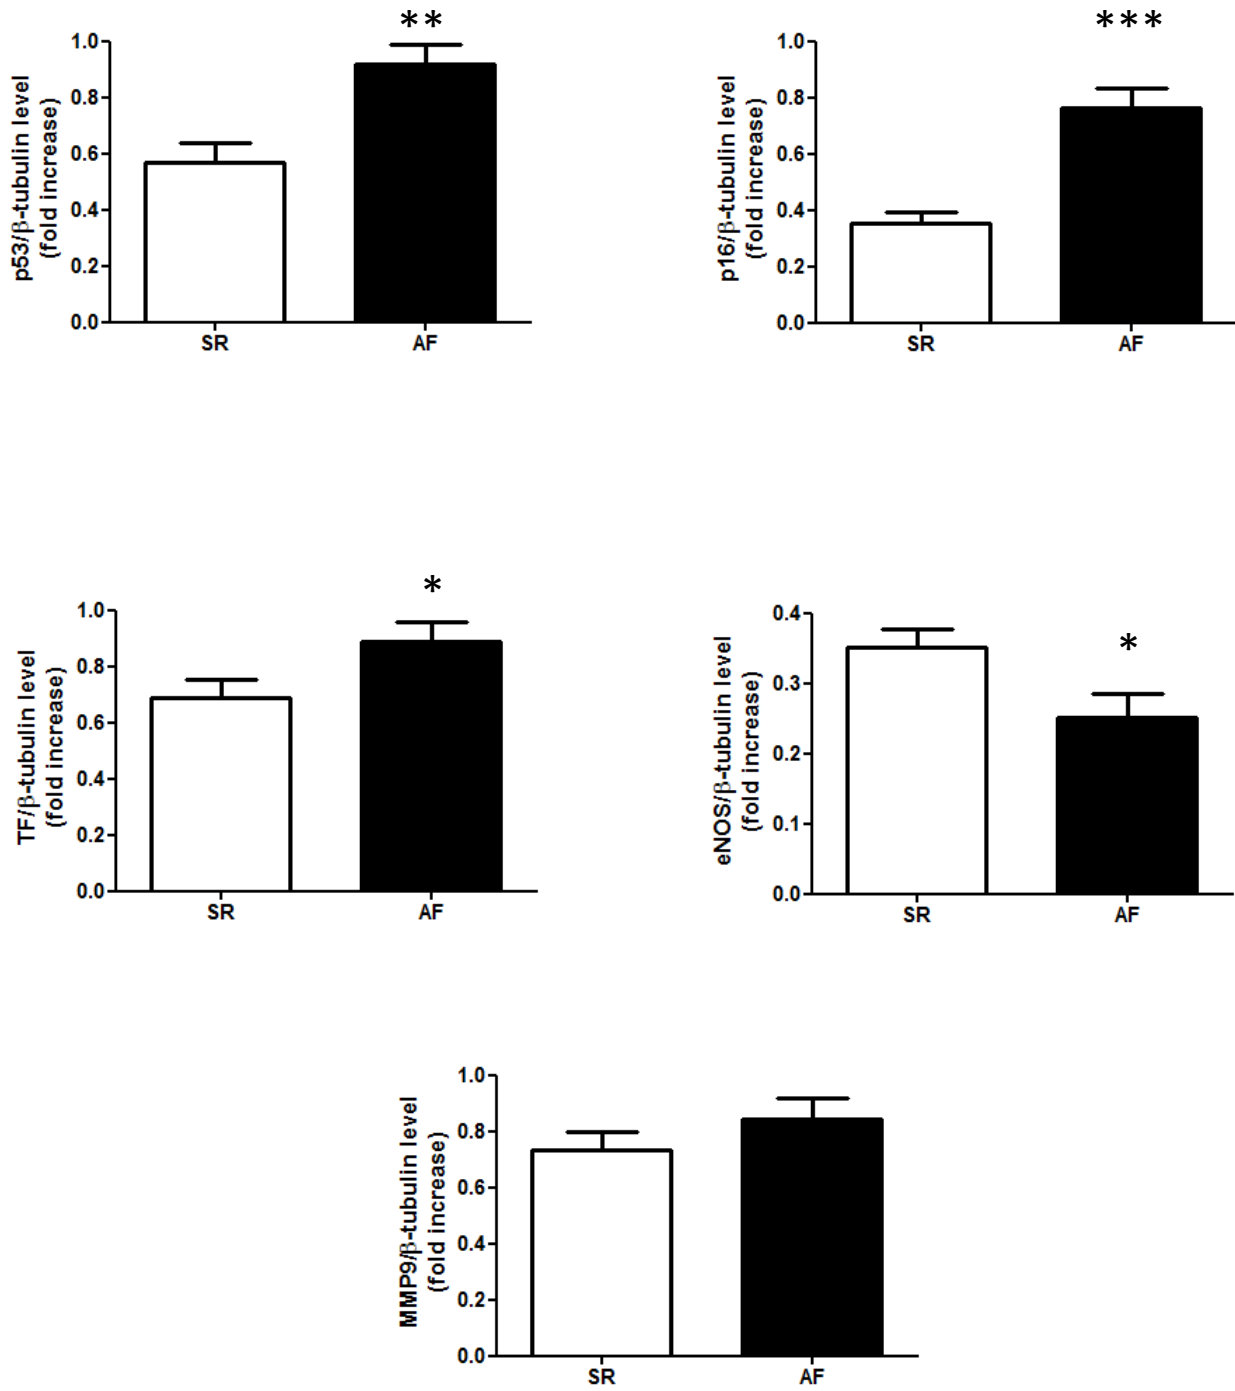 **
p53/β-tubulin level
(fold increase)
1.0
0.8
0.6
0.4
0.2
0.0
SR AF
***
p16/β-tubulin level
(fold increase)
1.0
0.8
0.6
0.4
0.2
0.0
SR AF
*
TF/β-tubulin level
(fold increase)
1.0
0.8
0.6
0.4
0.2
0.0
SR AF
*
eNOS/β-tubulin level
(fold increase)
0.4
0.3
0.2
0.1
0.0
SR AF
MMP9/β-tubulin level
(fold increase)
1.0
0.8
0.6
0.4
0.2
0.0
SR AF